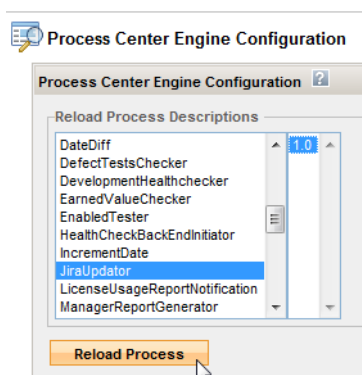 Process Center Engine Configuration
Process Center Engine Configuration ?
Reload Process Descriptions
DateDiff
1.0
DefectTestsChecker
DevelopmentHealthchecker
EarnedValueChecker
EnabledTester
HealthCheckBackEndInitiator
IncrementDate
JiraUpdator
LicenseUsageReportNotification
ManagerReportGenerator
Reload Process